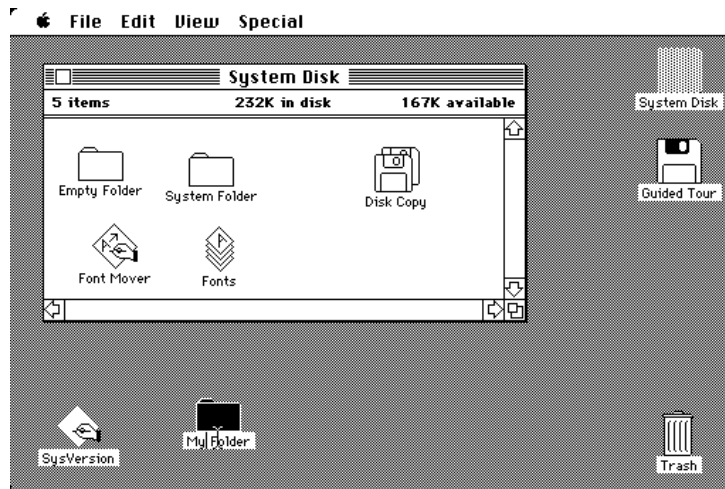 File Edit View Special
System Disk
5 items 232K in disk 167K available
Empty Folder
System Folder
Disk Copy
Font Mover
Fonts
System Disk
Guided Tour
SysVersion
My Folder
Trash